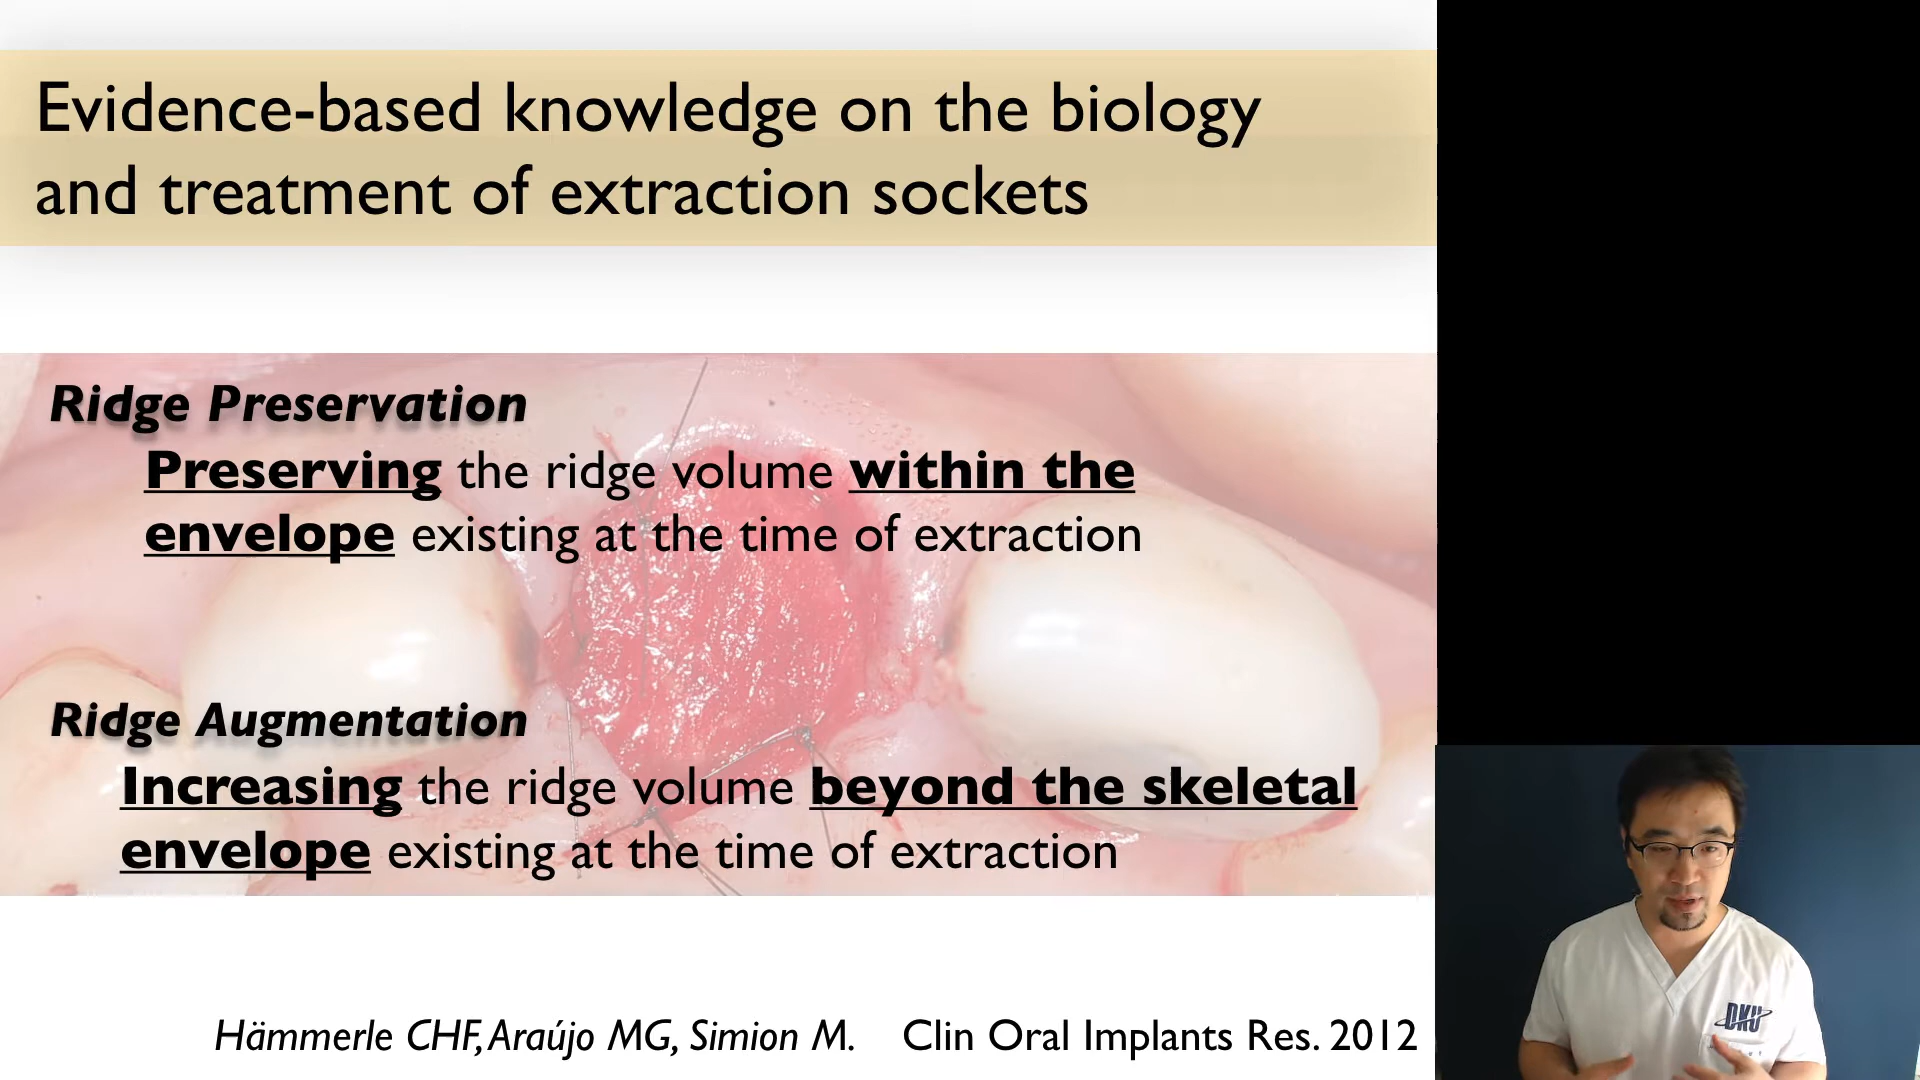 Evidence-based knowledge on the biology
and treatment of extraction sockets
Ridge Preservation
Preserving the ridge volume within the
envelope existing at the time of extraction
Ridge Augmentation
Increasing the ridge volume beyond the skeletal
envelope existing at the time of extraction
Hämmerle CHF, Araújo MG, Simion M. Clin Oral Implants Res. 2012
DKU